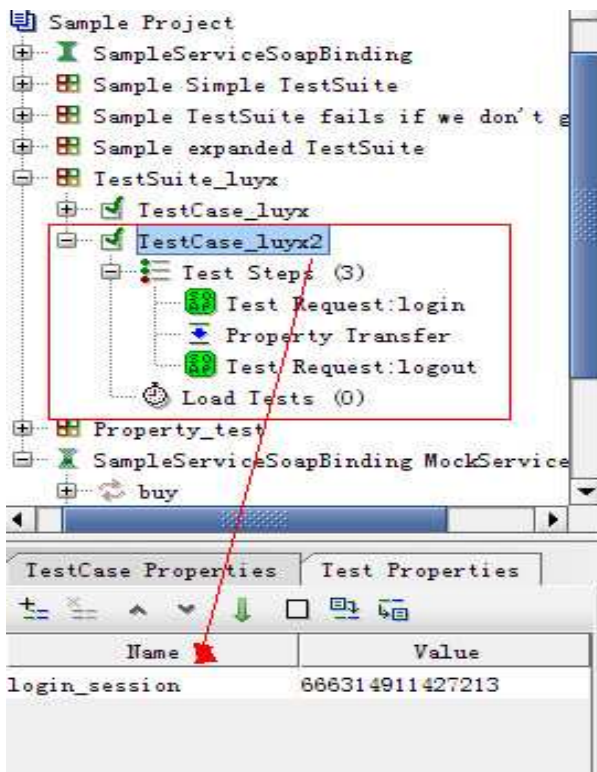 Sample Project
SampleServiceSoapBinding
Sample Simple TestSuite
Sample TestSuite fails if we don't g
Sample expanded TestSuite
TestSuite_luyx
TestCase_luyx
TestCase_luyx2
Test Steps (3)
Test Request:login
Property Transfer
Test Request:logout
Load Tests (0)
Property_test
SampleServiceSoapBinding MockService
buy
TestCase Properties Test Properties
Name Value
login_session 666314911427213